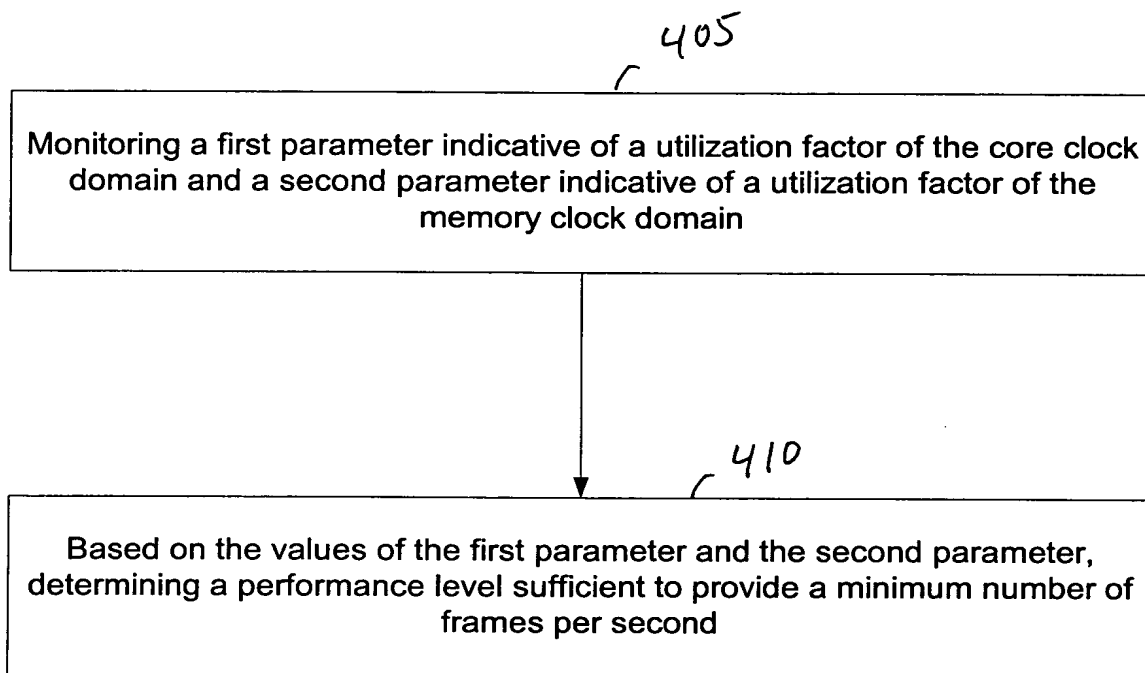 405
Monitoring a first parameter indicative of a utilization factor of the core clock
domain and a second parameter indicative of a utilization factor of the
memory clock domain
410
Based on the values of the first parameter and the second parameter,
determining a performance level sufficient to provide a minimum number of
frames per second